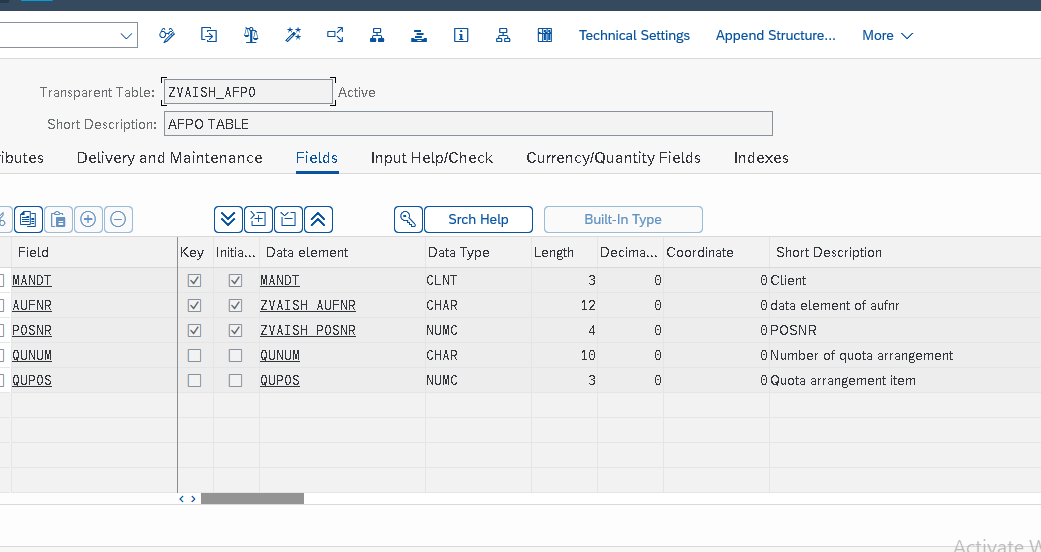 Technical Settings Append Structure... More
Transparent Table: ZVAISH_AFPO Active
Short Description: AFPO TABLE
ributes Delivery and Maintenance Fields Input Help/Check Currency/Quantity Fields Indexes
Srch Help Built-In Type
Field Key Initia... Data element Data Type Length Decima... Coordinate Short Description
MANDT MANDT CLNT 3 0 0 Client
AUFNR ZVAISH_AUFNR CHAR 12 0 0 data element of aufnr
POSNR ZVAISH_POSNR NUMC 4 0 0 POSNR
QUNUM QUNUM CHAR 10 0 0 Number of quota arrangement
QUPOS QUPOS NUMC 3 0 0 Quota arrangement item
Activate W